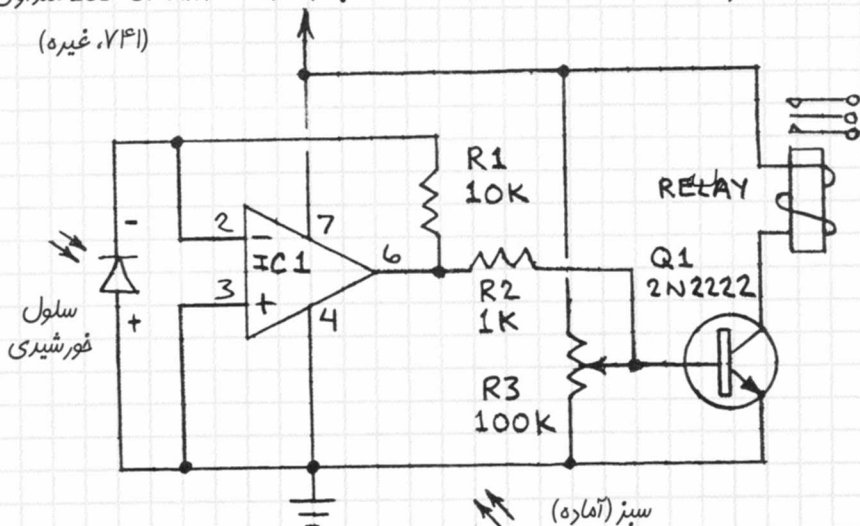 (۷۴۱، غیره)
R1
10K
RELAY
-
2
-
7
IC1
6
3
+
4
R2
1K
Q1
2N2222
+
سلول
خورشیدی
R3
100K
سبز (آماده)